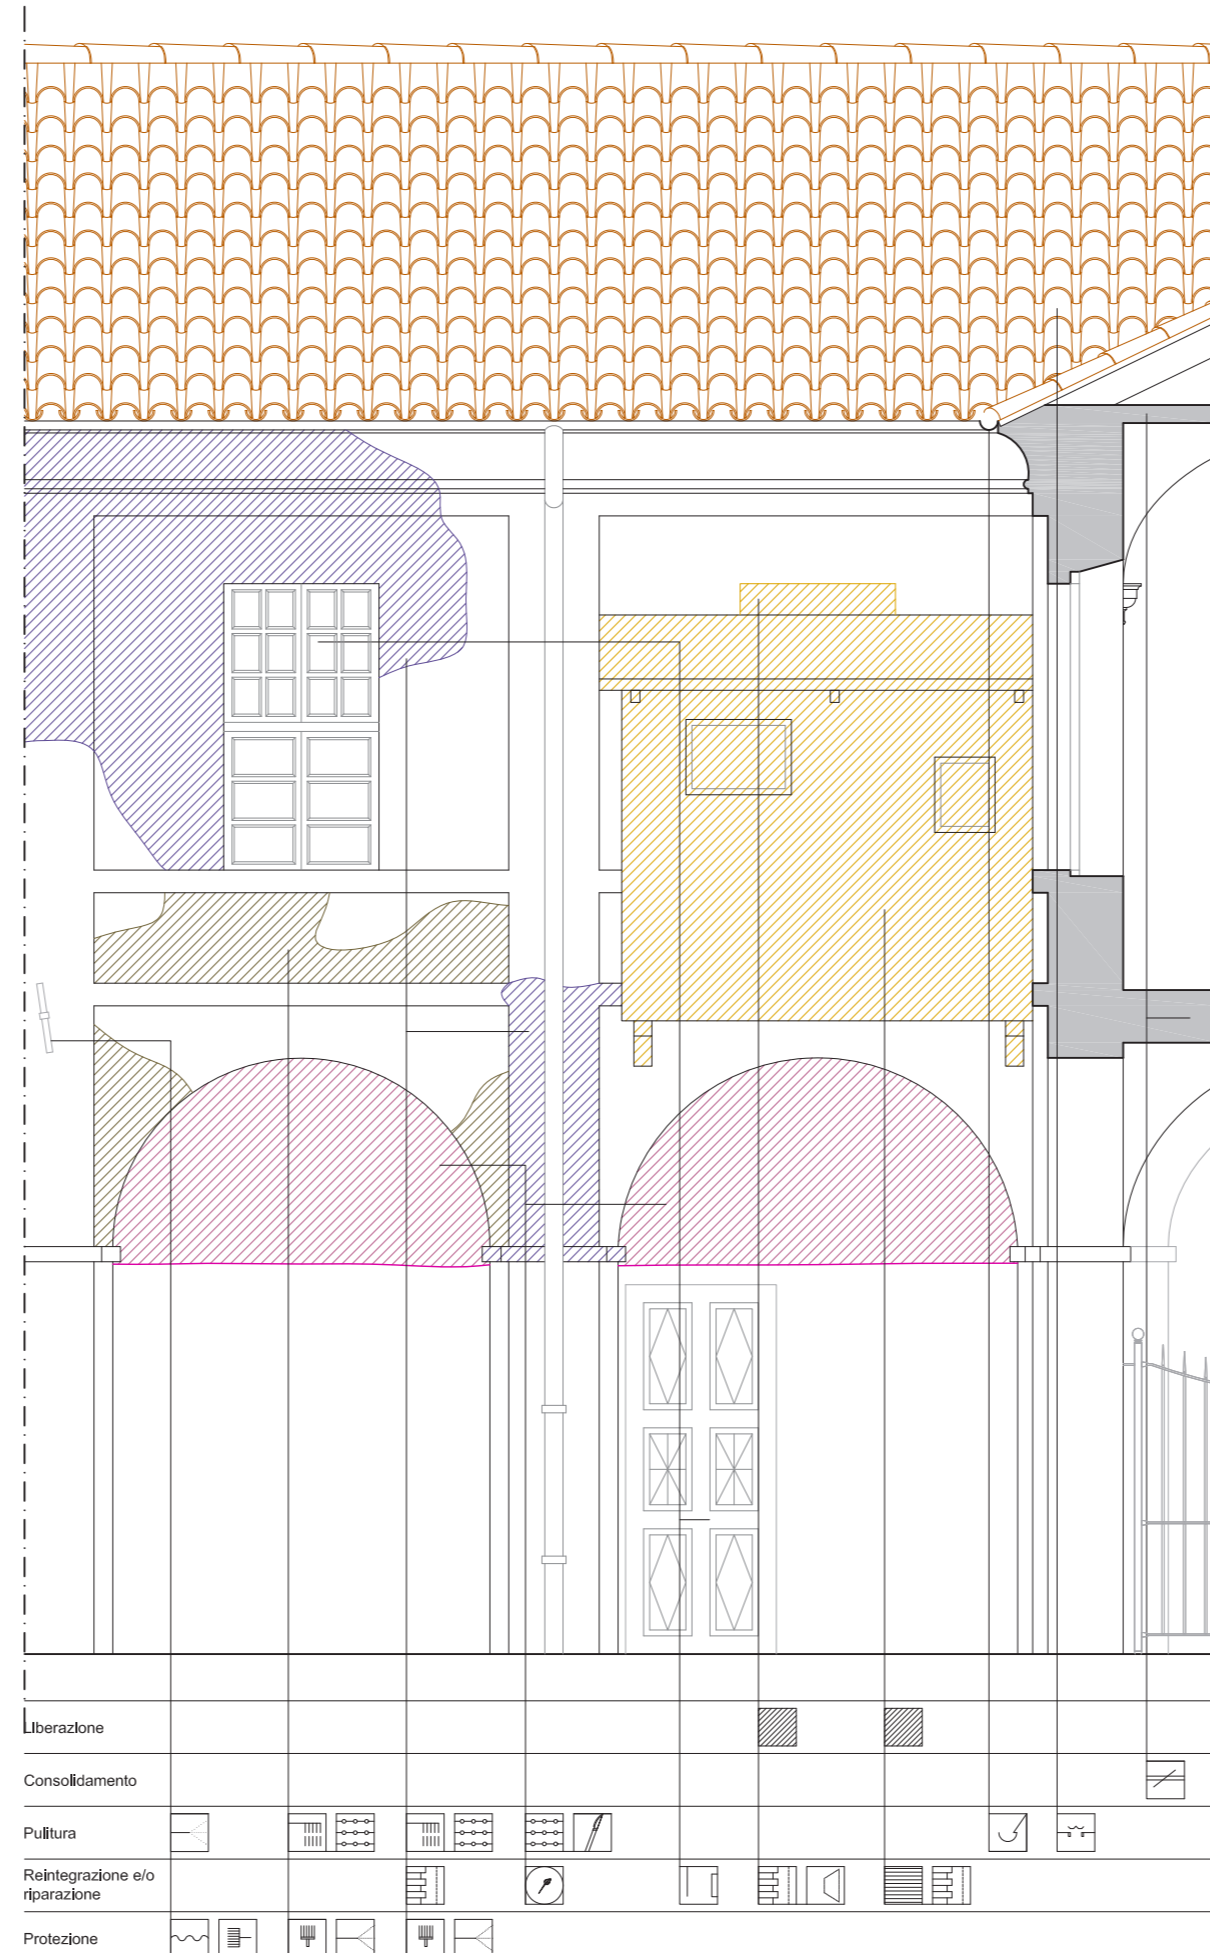 Liberazione
Consolidamento
Pulitura
Reintegrazione e/o
riparazione
Protezione